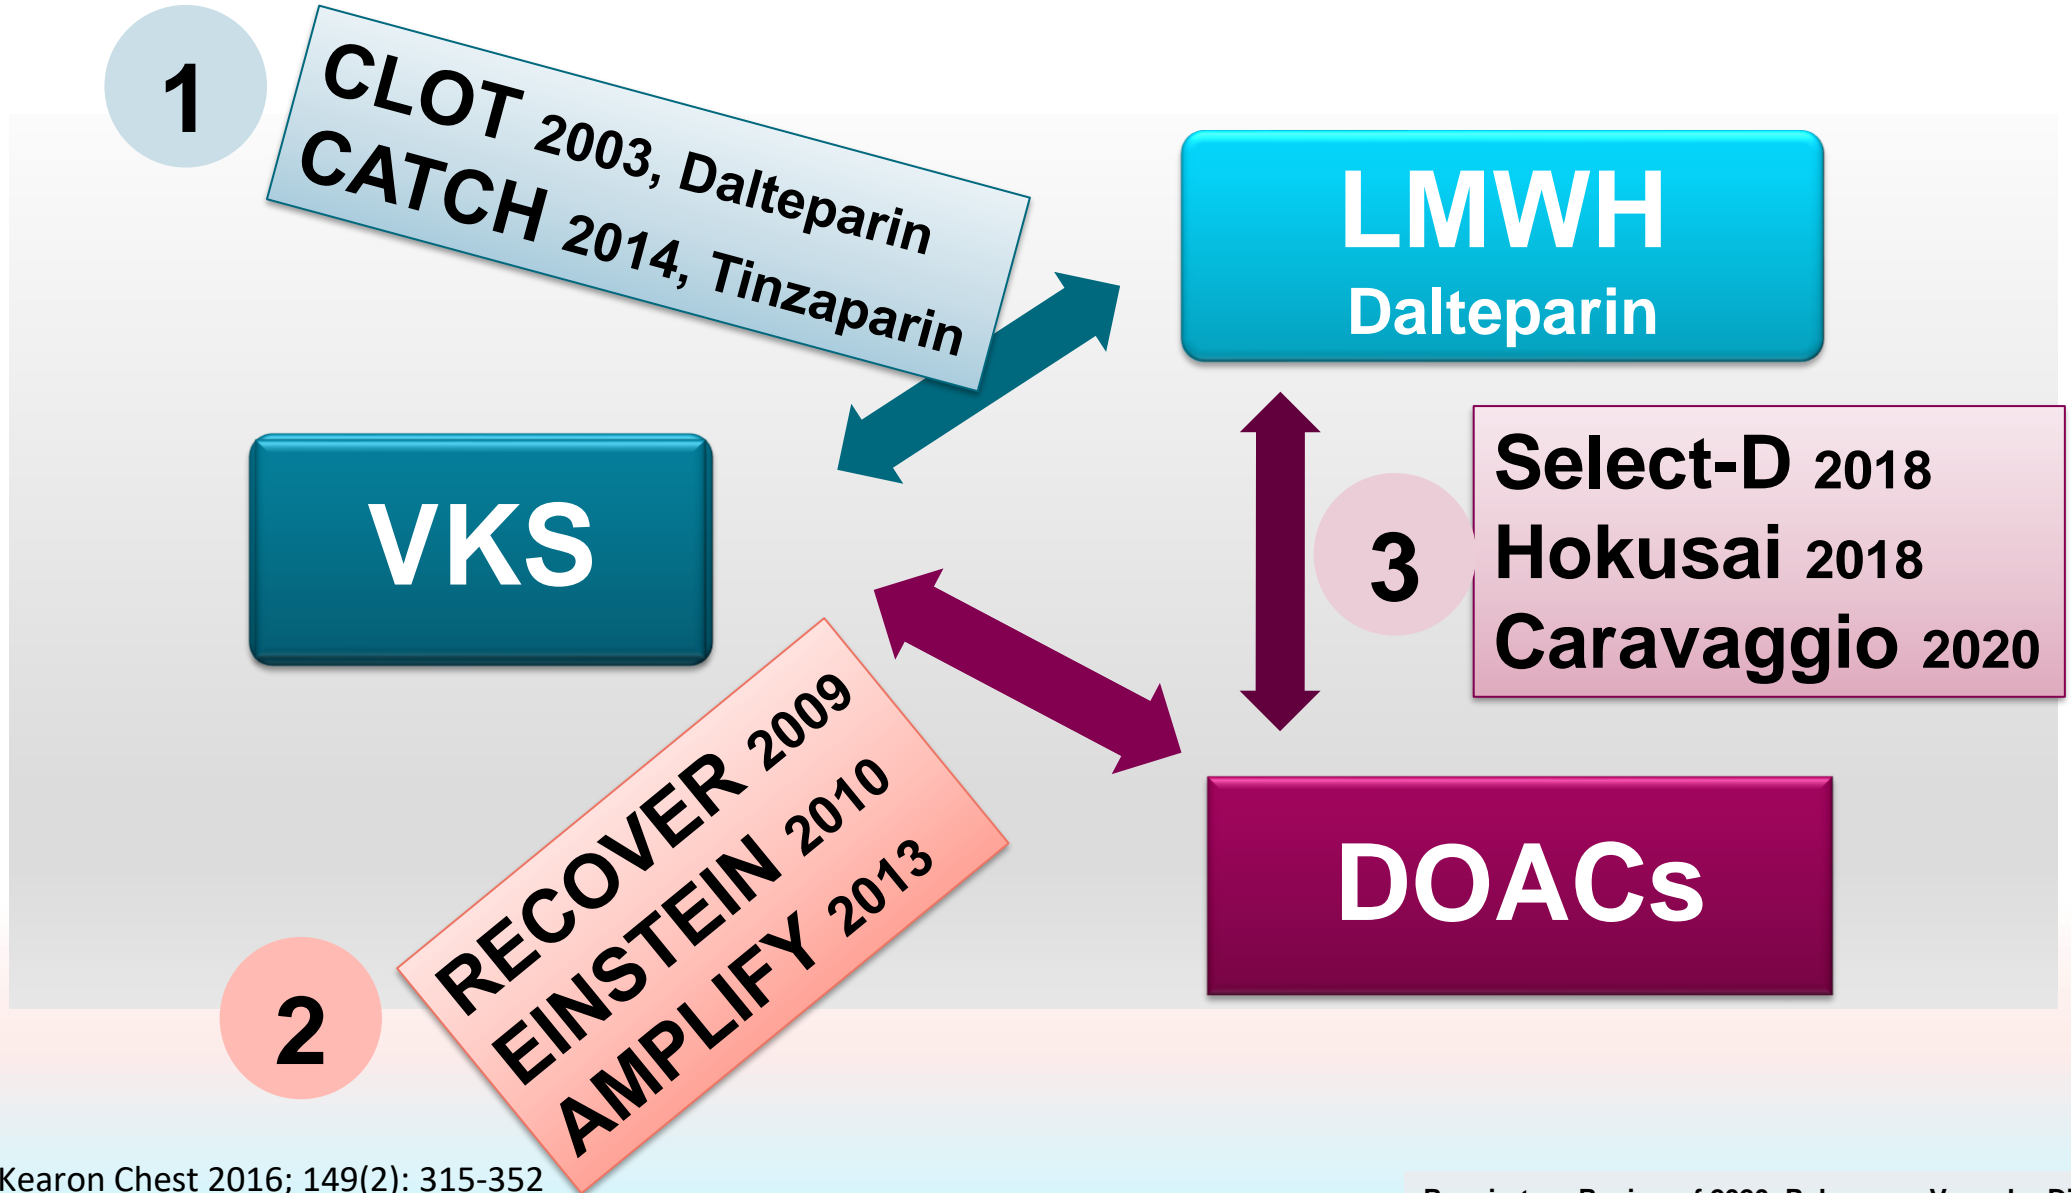 1
CLOT 2003, Dalteparin
CATCH 2014, Tinzaparin
LMWH
Dalteparin
VKS
3
Select-D 2018
Hokusai 2018
Caravaggio 2020
2
RECOVER 2009
EINSTEIN 2010
AMPLIFY 2013
DOACs
Kearon Chest 2016; 149(2): 315-352